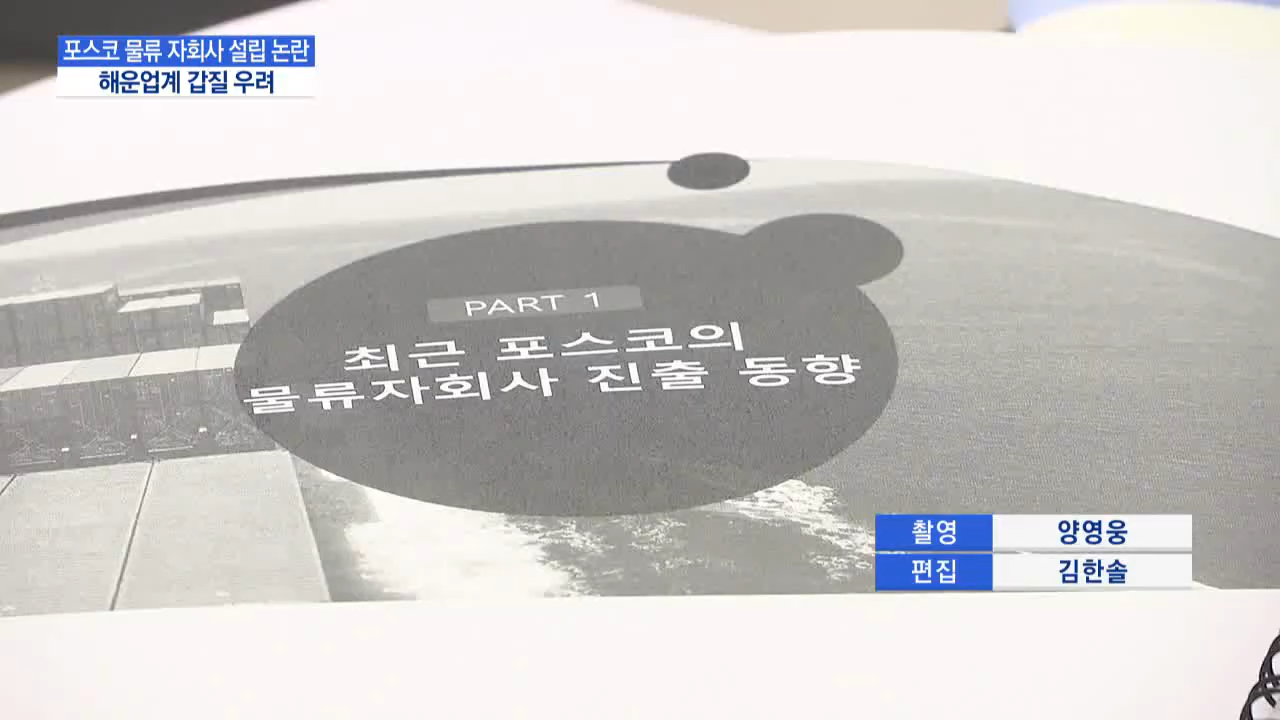 포스코 물류 자회사 설립 논란
해운업계 갑질 우려
PART 1
최근 포스코의
물류자회사 진출 동향
촬영 양영웅
편집 김한솔